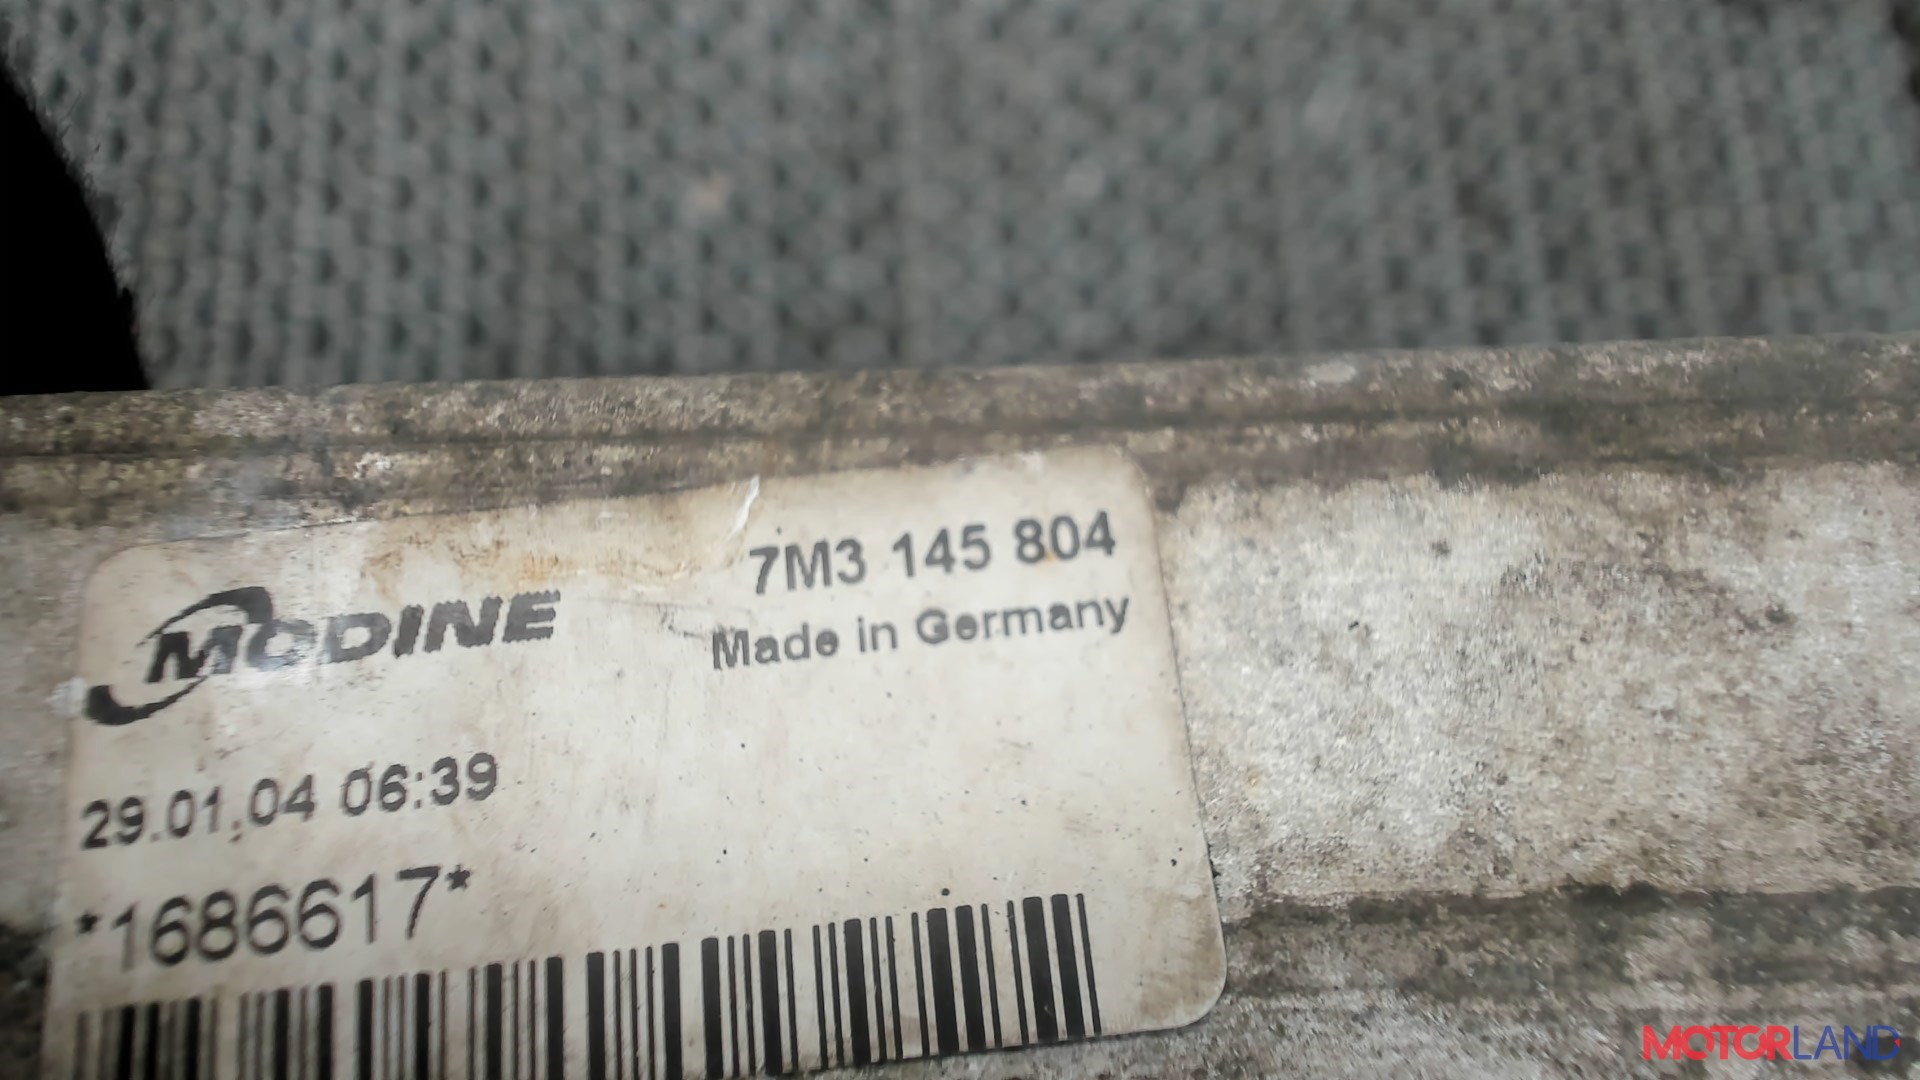 MODINE
7M3 145 804
Made in Germany
29.01.04 06:39
*1686617*
MOTORLAND